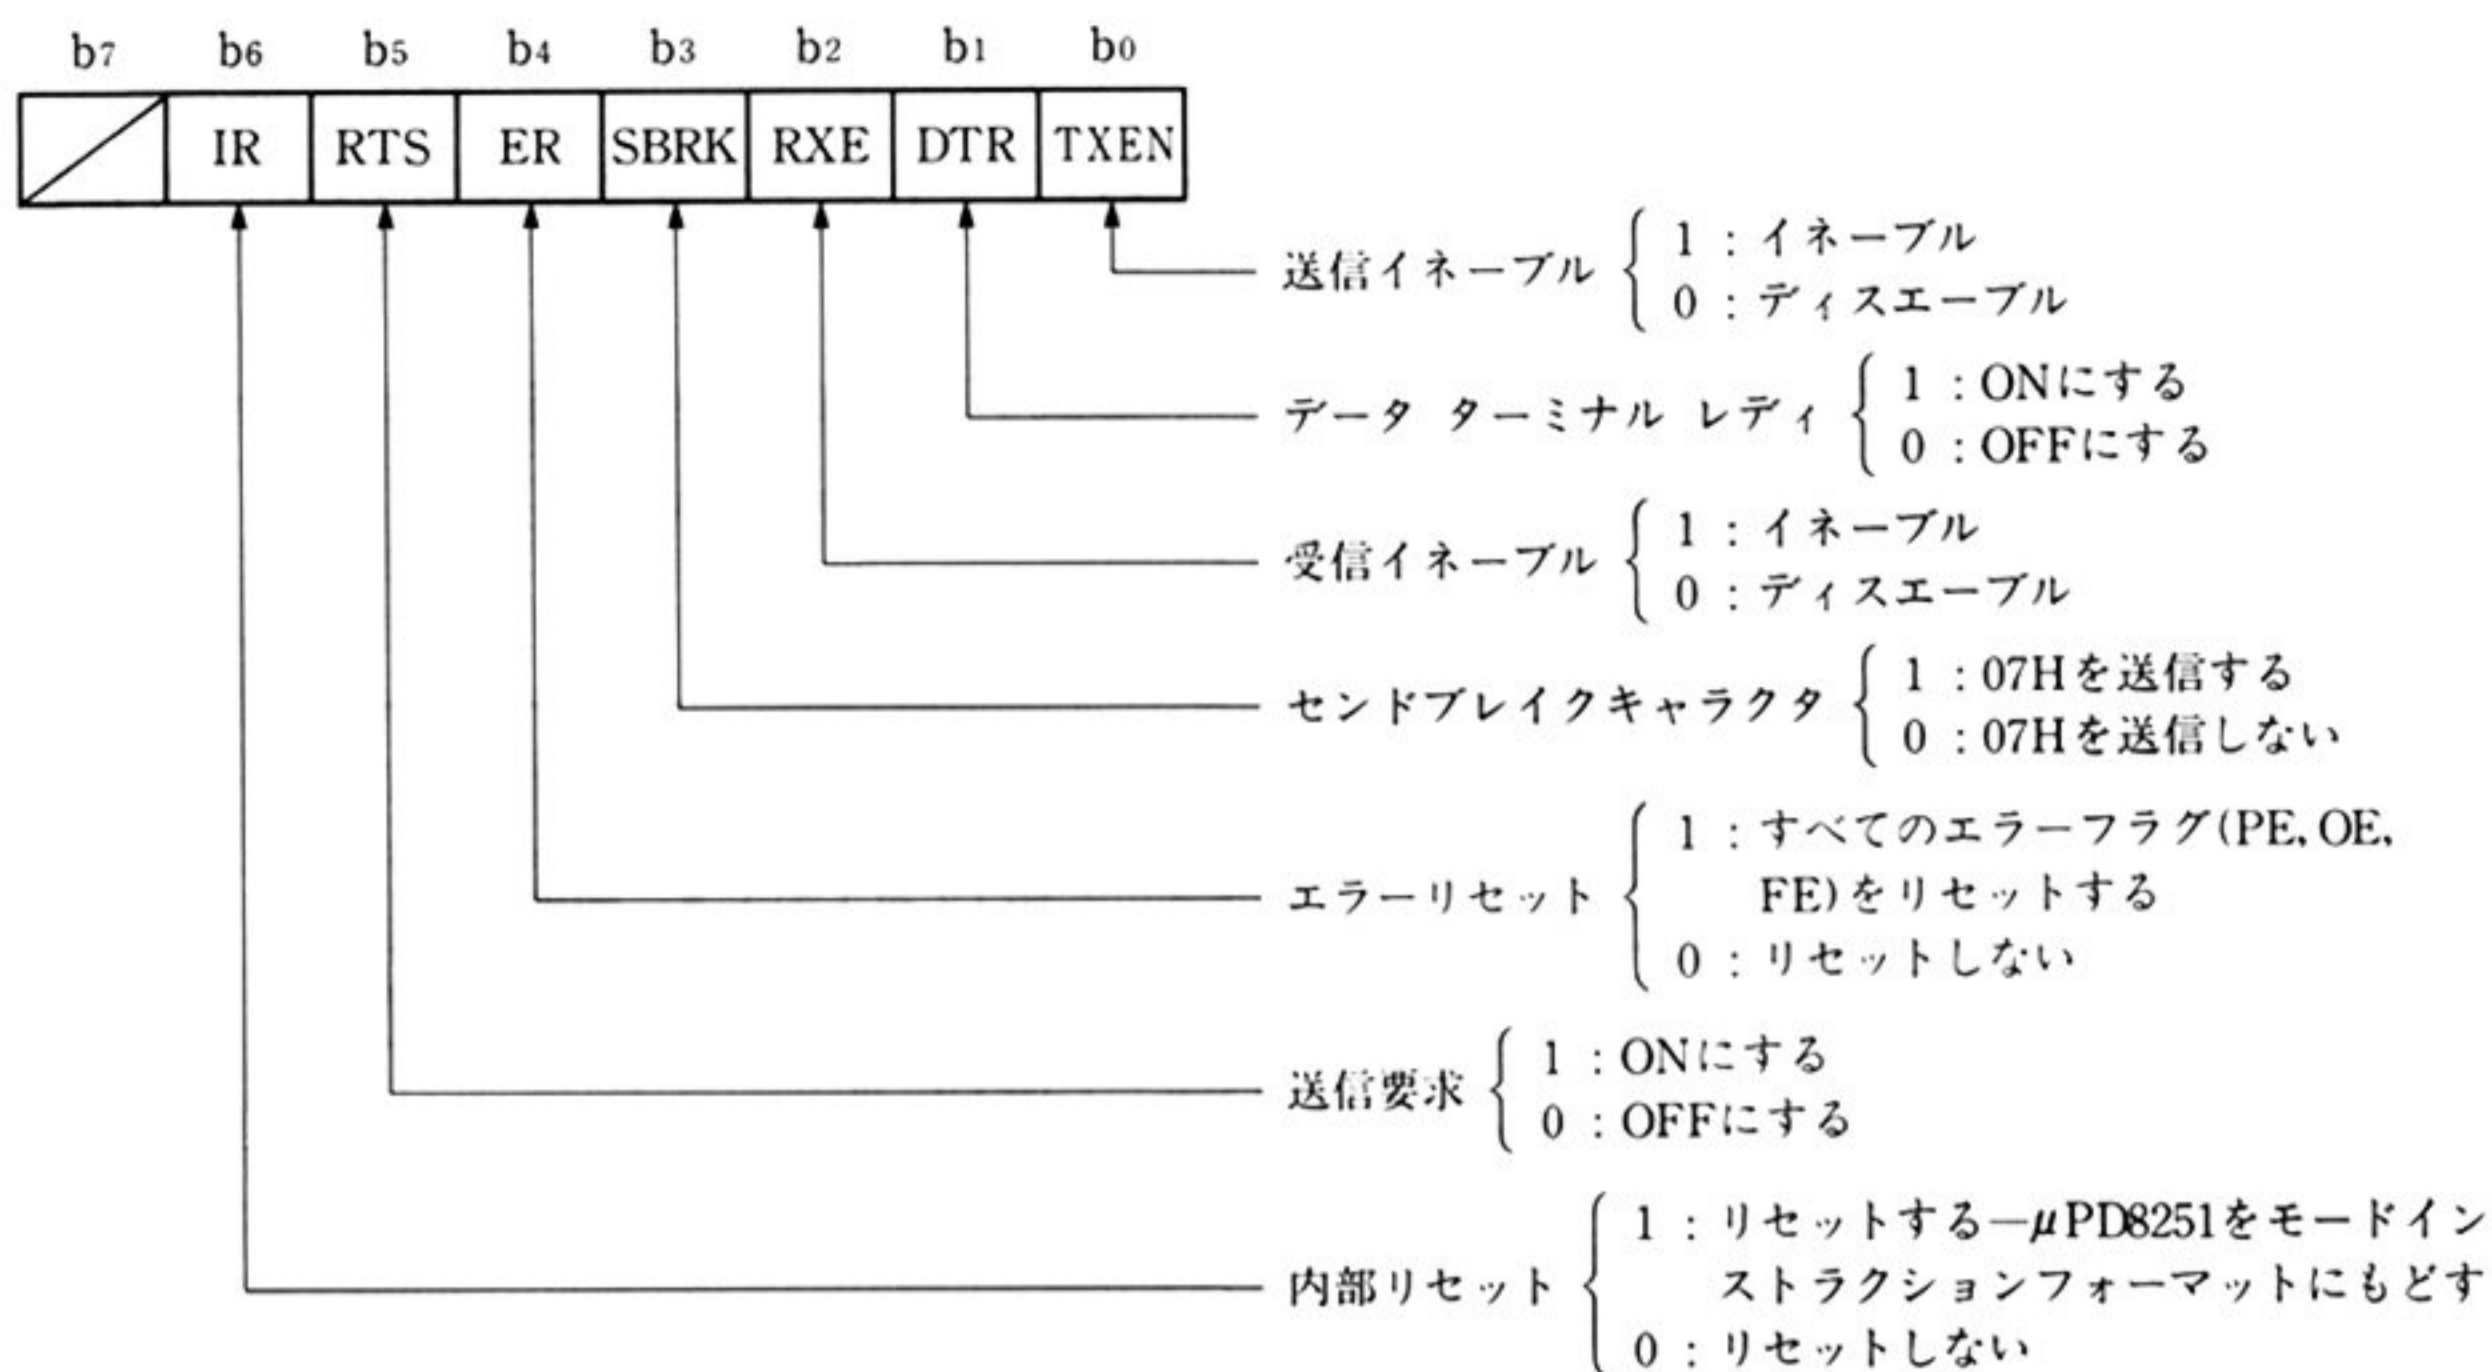 b7 b6 b5 b4 b3 b2 b1 b0
IR RTS ER SBRK RXE DTR TXEN
送信イネーブル
1 : イネーブル
0 : ディスエーブル
データ ターミナル レディ
1 : ONにする
0 : OFFにする
受信イネーブル
1 : イネーブル
0 : ディスエーブル
センドブレイクキャラクタ
1 : 07Hを送信する
0 : 07Hを送信しない
エラーリセット
1 : すべてのエラーフラグ(PE, OE,
FE)をリセットする
0 : リセットしない
送信要求
1 : ONにする
0 : OFFにする
内部リセット
1 : リセットする—μPD8251をモードイン
ストラクションフォーマットにもどす
0 : リセットしない